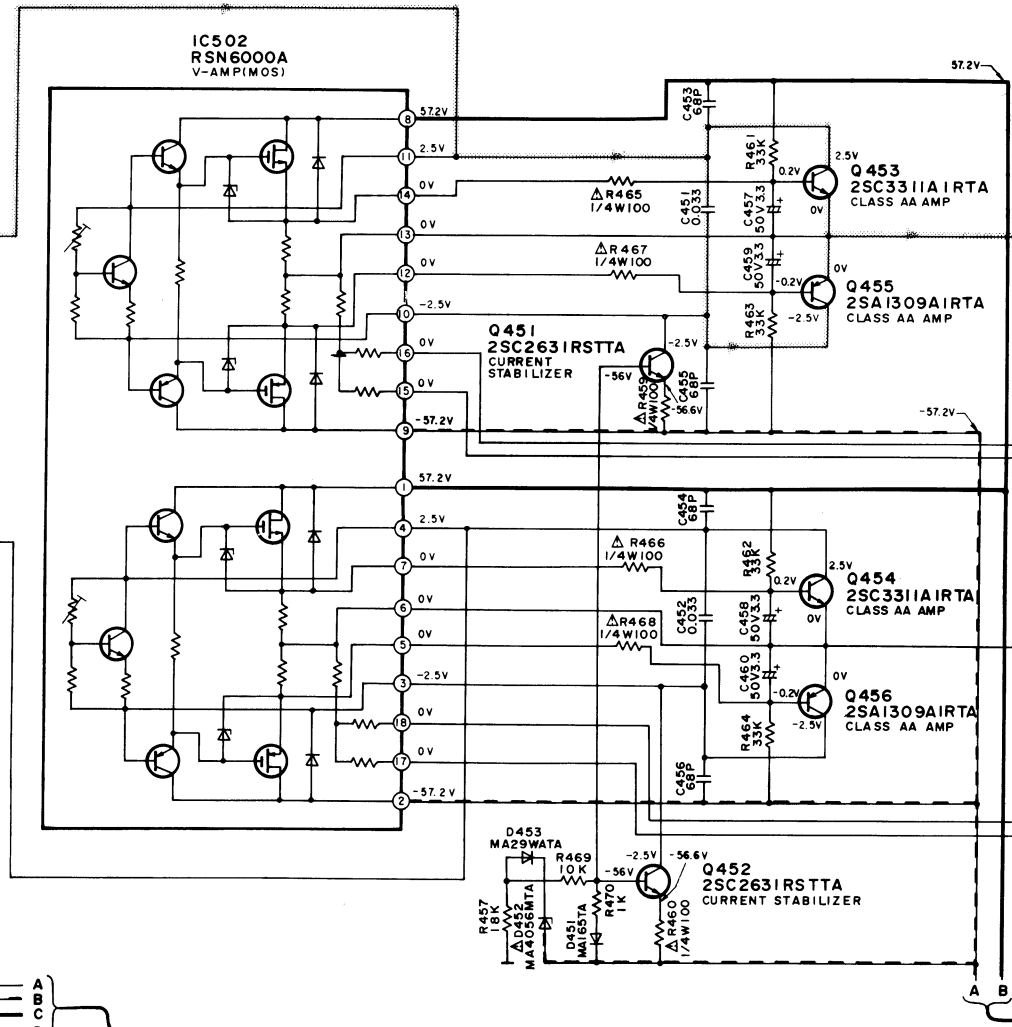 IC502
RSN6000A
V-AMP(MOS)
57.2V
8
57.2V
C453
68P
11
2.5V
R461
33K
2.5V
0.2V
Q453
2SC3311A1RTA
CLASS AA AMP
14
0V
⚠R465
1/4W100
C451
0.033
C457
50V3.3
+
0V
13
0V
⚠R467
1/4W100
C459
50V3.3
+
0V
12
0V
-0.2V
Q455
2SA1309A1RTA
CLASS AA AMP
10
-2.5V
R463
33K
-2.5V
Q451
2SC2631RSTTA
CURRENT
STABILIZER
-2.5V
16
0V
-56V
⚠R459
1/4W100
C455
68P
-56.6V
15
0V
-57.2V
9
-57.2V
1
57.2V
C454
68P
4
2.5V
⚠R466
1/4W100
R462
33K
2.5V
7
0V
0.2V
Q454
2SC3311A1RTA
CLASS AA AMP
6
0V
⚠R468
1/4W100
C452
0.033
C458
50V3.3
+
0V
5
0V
C460
50V3.3
+
0V
3
-2.5V
-0.2V
Q456
2SA1309A1RTA
CLASS AA AMP
-2.5V
18
0V
R464
33K
17
0V
C456
68P
2
-57.2V
D453
MA29WATA
R469
10K
-2.5V
-56.6V
-56V
Q452
2SC2631RSTTA
CURRENT STABILIZER
R457
18K
⚠D452
MA4056MTA
D451
MA165TA
R470
1K
⚠R460
1/4W100
A
B
A
B
C